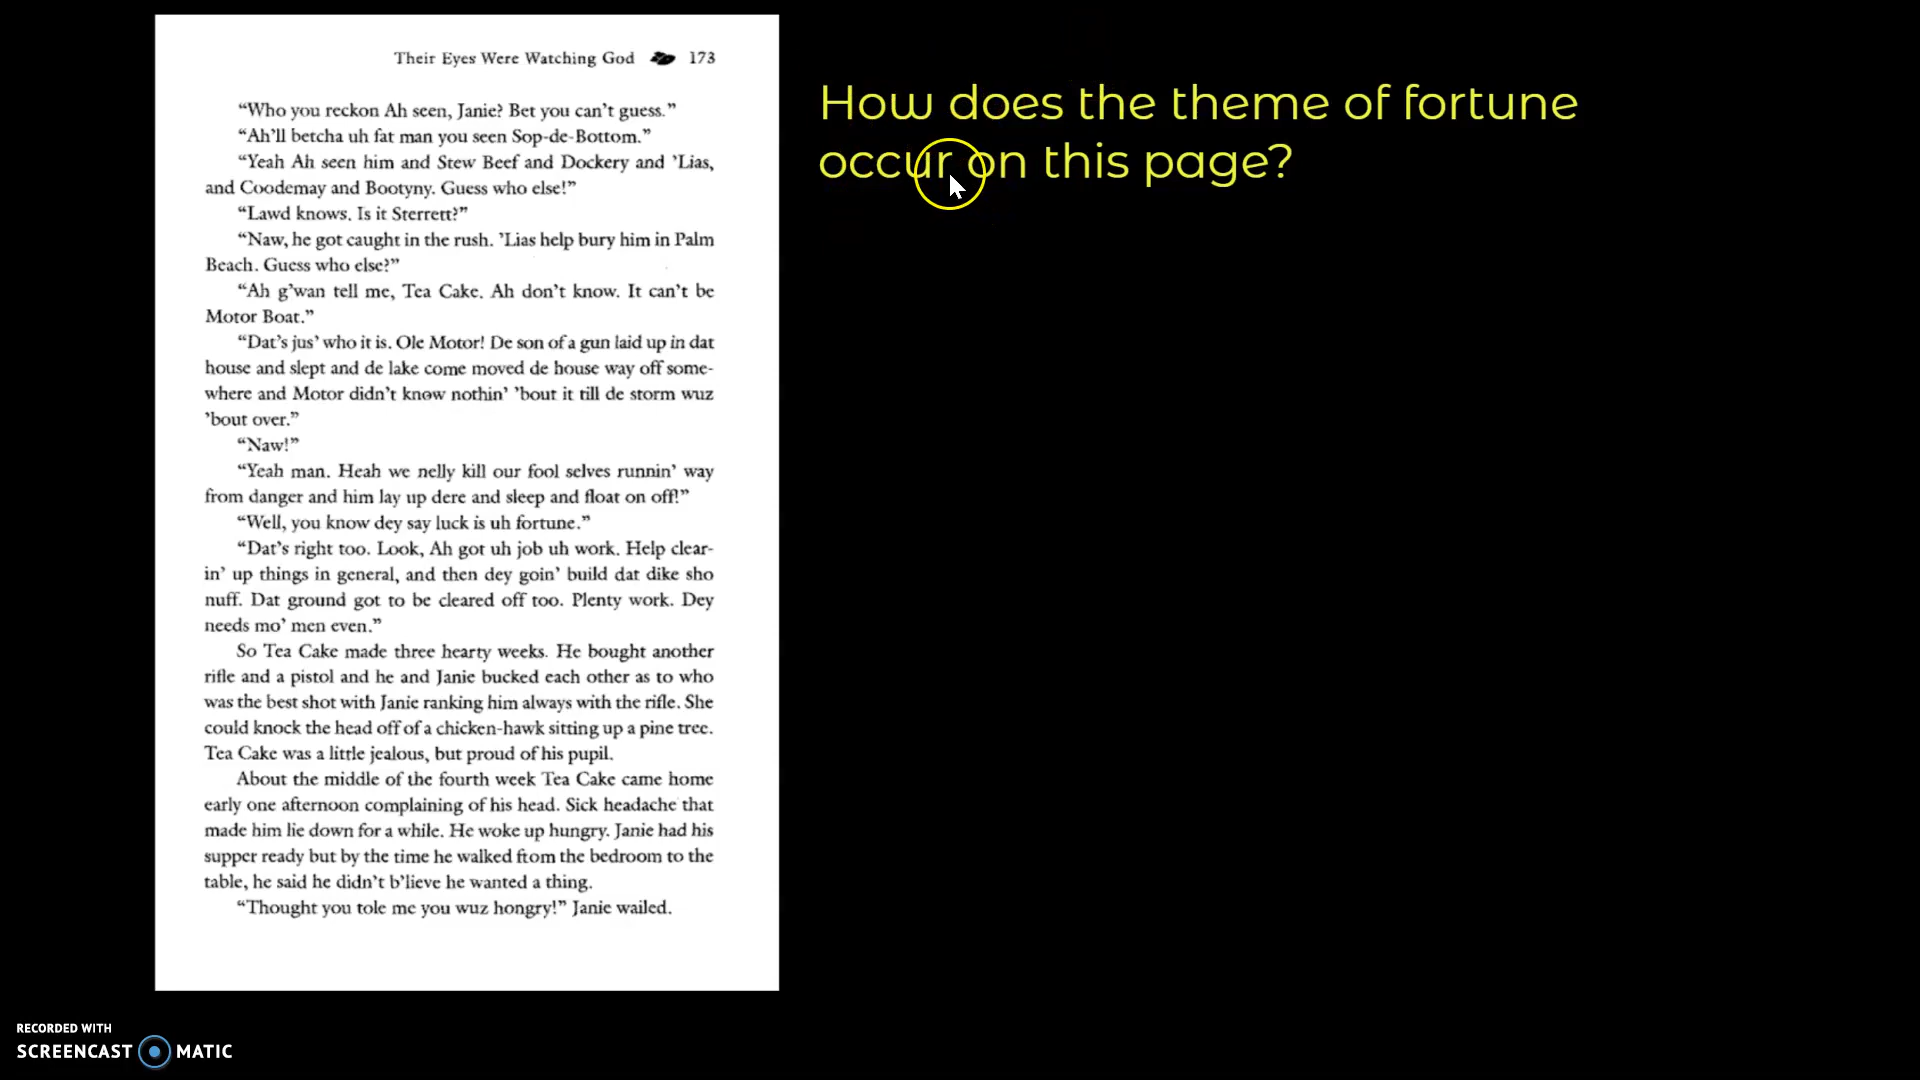 Their Eyes Were Watching God 173
"Who you reckon Ah seen, Janie? Bet you can't guess."
"Ah'll betcha uh fat man you seen Sop-de-Bottom."
"Yeah Ah seen him and Stew Beef and Dockery and 'Lias,
and Coodemay and Bootyny. Guess who else!"
"Lawd knows. Is it Sterrett?"
"Naw, he got caught in the rush. 'Lias help bury him in Palm
Beach. Guess who else?"
"Ah g'wan tell me, Tea Cake. Ah don't know. It can't be
Motor Boat."
"Dat's jus' who it is. Ole Motor! De son of a gun laid up in dat
house and slept and de lake come moved de house way off some-
where and Motor didn't know nothin' 'bout it till de storm wuz
'bout over."
"Naw!"
"Yeah man. Heah we nelly kill our fool selves runnin' way
from danger and him lay up dere and sleep and float on off!"
"Well, you know dey say luck is uh fortune."
"Dat's right too. Look, Ah got uh job uh work. Help clear-
in' up things in general, and then dey goin' build dat dike sho
nuff. Dat ground got to be cleared off too. Plenty work. Dey
needs mo' men even."
So Tea Cake made three hearty weeks. He bought another
rifle and a pistol and he and Janie bucked each other as to who
was the best shot with Janie ranking him always with the rifle. She
could knock the head off of a chicken-hawk sitting up a pine tree.
Tea Cake was a little jealous, but proud of his pupil.
About the middle of the fourth week Tea Cake came home
early one afternoon complaining of his head. Sick headache that
made him lie down for a while. He woke up hungry. Janie had his
supper ready but by the time he walked from the bedroom to the
table, he said he didn't b'lieve he wanted a thing.
"Thought you tole me you wuz hongry!" Janie wailed.
How does the theme of fortune
occur on this page?
RECORDED WITH
SCREENCAST MATIC